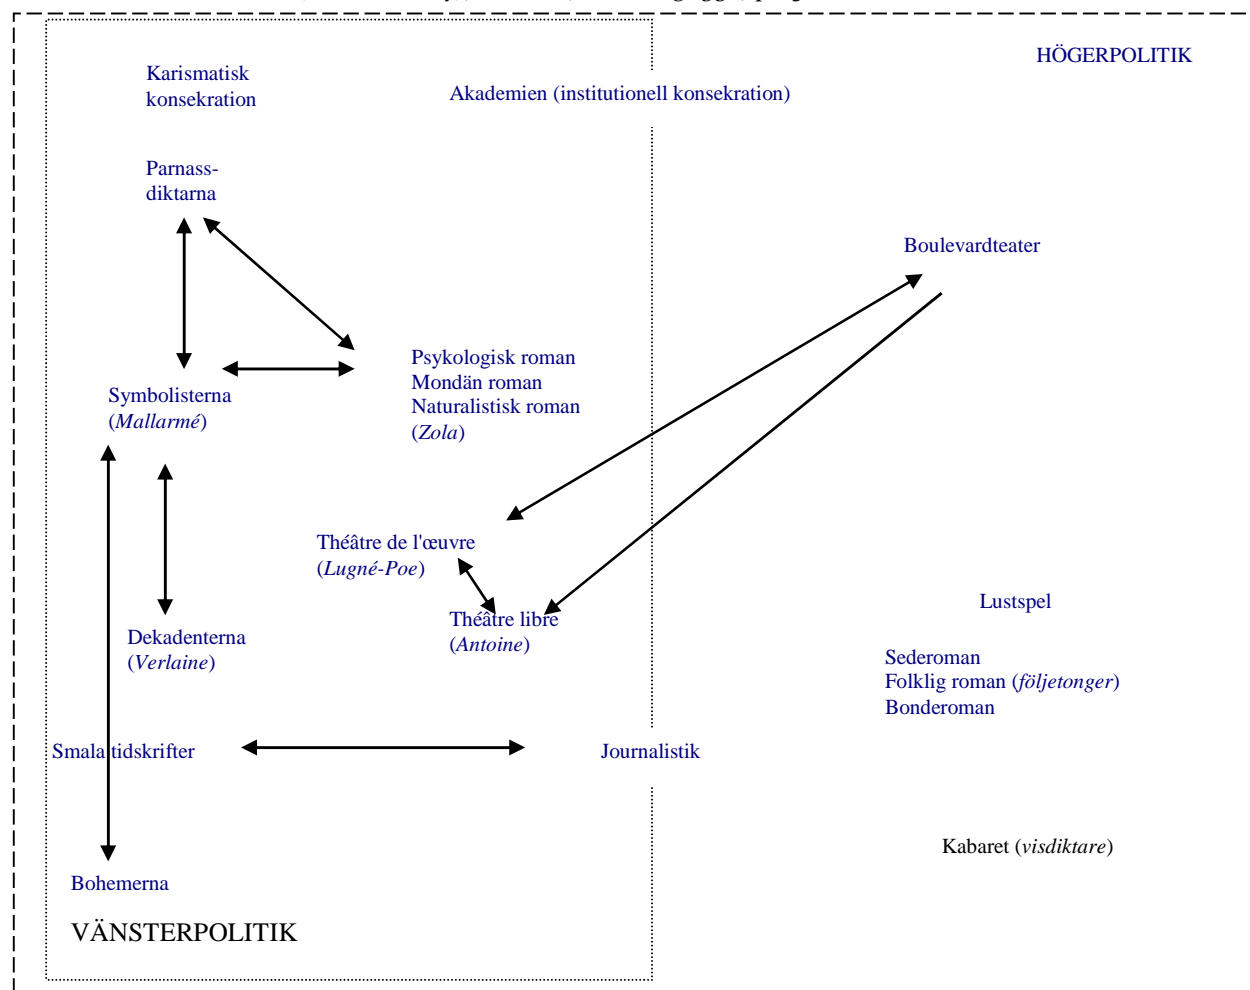 HÖGERPOLITIK
Karismatisk
konsekration
Akademien (institutionell konsekration)
Parnass-
diktarna
Boulevardteater
Psykologisk roman
Mondän roman
Naturalistisk roman
(Zola)
Symbolisterna
(Mallarmé)
Théâtre de l'œuvre
(Lugné-Poe)
Théâtre libre
(Antoine)
Lustspel
Dekadenterna
(Verlaine)
Sederoman
Folklig roman (följetonger)
Bonderoman
Smala tidskrifter
Journalistik
Kabaret (visdiktare)
Bohemerna
VÄNSTERPOLITIK